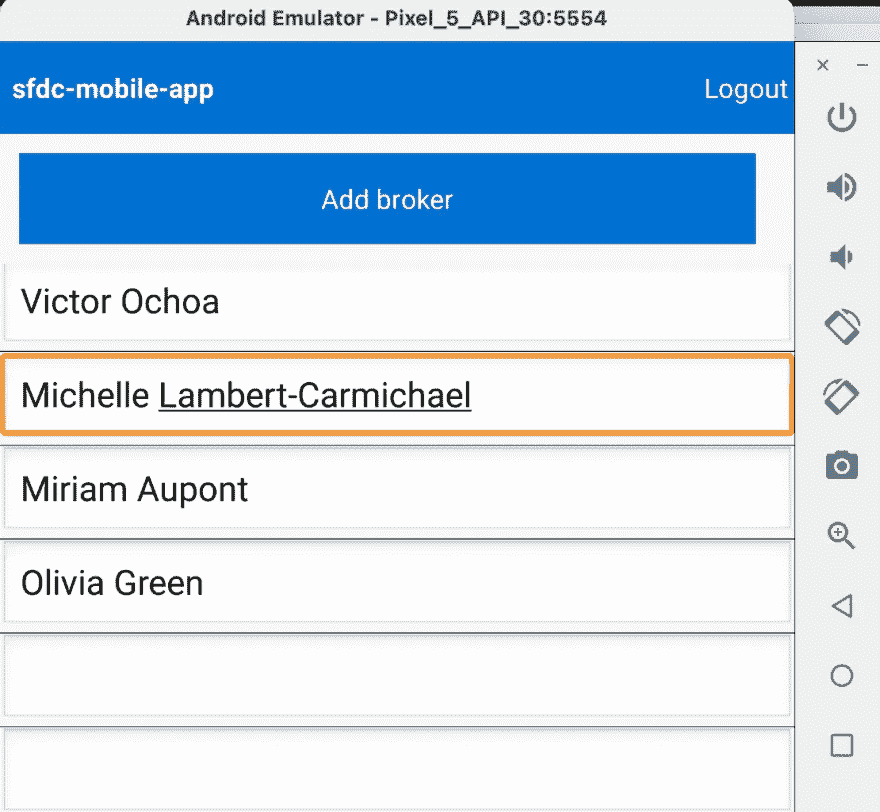 Android Emulator - Pixel_5_API_30:5554
sfdc-mobile-app Logout
Add broker
Victor Ochoa
Michelle Lambert-Carmichael
Miriam Aupont
Olivia Green